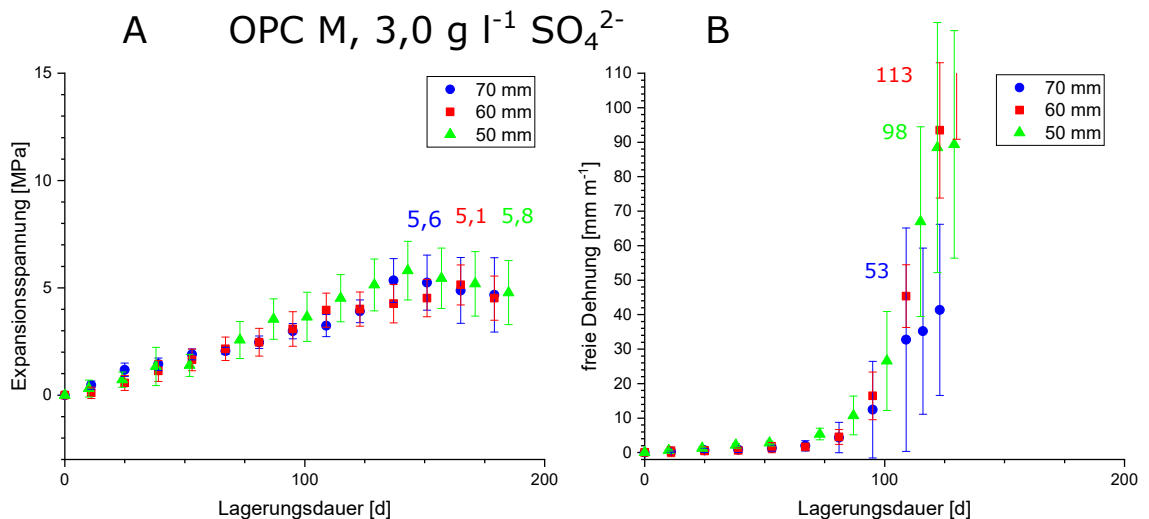 A OPC M, 3,0 g l⁻¹ SO₄²⁻ B
15
10
5
0
Expansionsspannung [MPa]
70 mm
60 mm
50 mm
5,6 5,1 5,8
0 100 200
Lagerungsdauer [d]
110
100
90
80
70
60
50
40
30
20
10
0
freie Dehnung [mm m⁻¹]
113
98
53
70 mm
60 mm
50 mm
0 100 200
Lagerungsdauer [d]